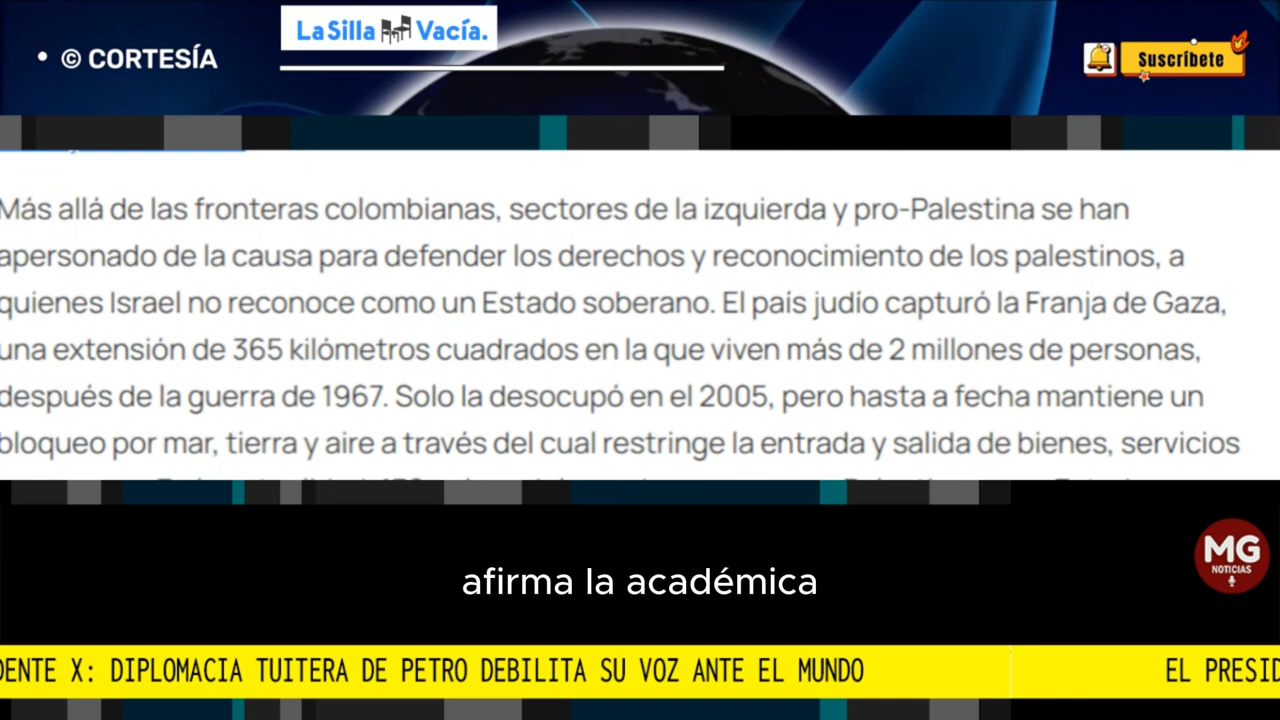 • © CORTESÍA
La Silla Vacía.
Suscríbete
Más allá de las fronteras colombianas, sectores de la izquierda y pro-Palestina se han
apersonado de la causa para defender los derechos y reconocimiento de los palestinos, a
quienes Israel no reconoce como un Estado soberano. El país judío capturó la Franja de Gaza,
una extensión de 365 kilómetros cuadrados en la que viven más de 2 millones de personas,
después de la guerra de 1967. Solo la desocupó en el 2005, pero hasta a fecha mantiene un
bloqueo por mar, tierra y aire a través del cual restringe la entrada y salida de bienes, servicios
MG
NOTICIAS
afirma la académica
DENTE X: DIPLOMACIA TUITERA DE PETRO DEBILITA SU VOZ ANTE EL MUNDO
EL PRESID